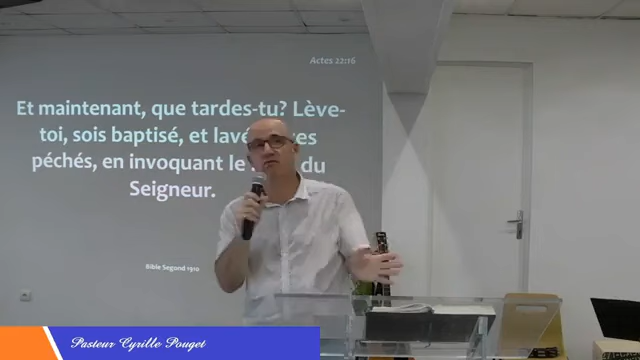 Actes 22:16
Et maintenant, que tardes-tu? Lève-
toi, sois baptisé, et lavé es
péchés, en invoquant le du
Seigneur.
Bible Segond 1910
Pasteur Cyrille Pouget